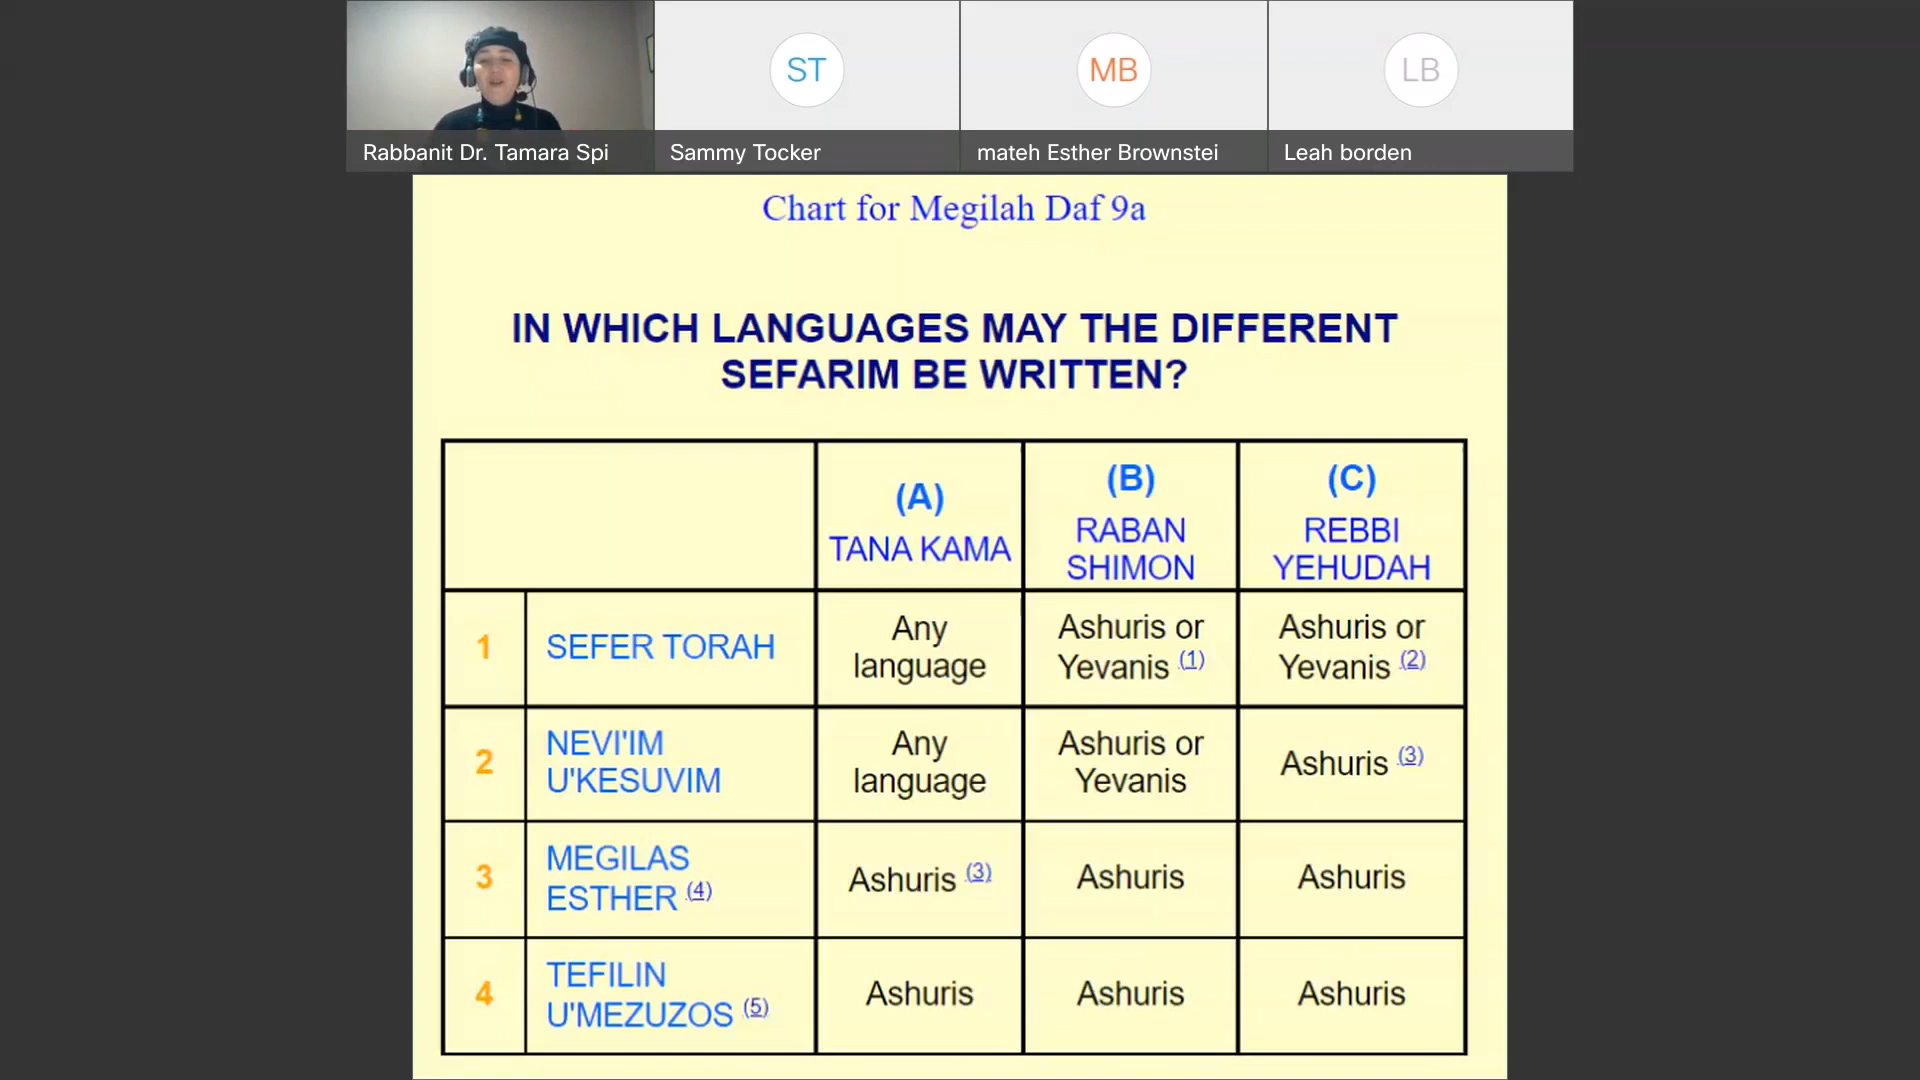 ST
MB
LB
Rabbanit Dr. Tamara Spi
Sammy Tocker
mateh Esther Brownstei
Leah borden
Chart for Megilah Daf 9a
IN WHICH LANGUAGES MAY THE DIFFERENT
SEFARIM BE WRITTEN?
(A)
TANA KAMA
(B)
RABAN
SHIMON
(C)
REBBI
YEHUDAH
1
SEFER TORAH
Any
language
Ashuris or
Yevanis (1)
Ashuris or
Yevanis (2)
2
NEVI'IM
U'KESUVIM
Any
language
Ashuris or
Yevanis
Ashuris (3)
3
MEGILAS
ESTHER (4)
Ashuris (3)
Ashuris
Ashuris
4
TEFILIN
U'MEZUZOS (5)
Ashuris
Ashuris
Ashuris